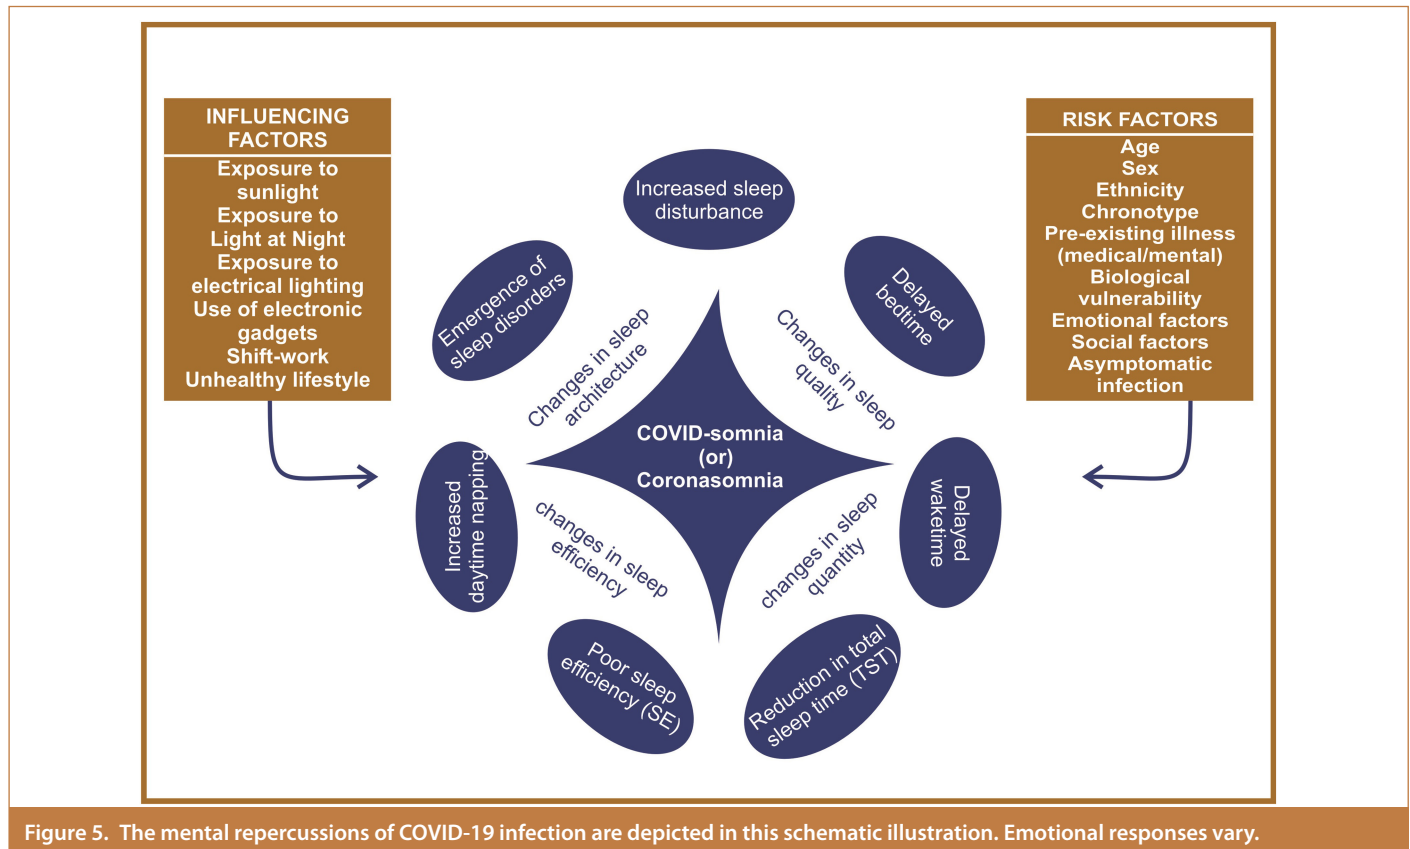 INFLUENCING
FACTORS
Exposure to
sunlight
Exposure to
Light at Night
Exposure to
electrical lighting
Use of electronic
gadgets
Shift-work
Unhealthy lifestyle
RISK FACTORS
Age
Sex
Ethnicity
Chronotype
Pre-existing illness
(medical/mental)
Biological
vulnerability
Emotional factors
Social factors
Asymptomatic
infection
Increased sleep
disturbance
Emergence of
sleep disorders
Delayed
bedtime
Changes in sleep
architecture
Changes in sleep
quality
COVID-somnia
(or)
Coronasomnia
Increased
daytime napping
Delayed
waketime
changes in sleep
efficiency
changes in sleep
quantity
Poor sleep
efficiency (SE)
Reduction in total
sleep time (TST)
Figure 5. The mental repercussions of COVID-19 infection are depicted in this schematic illustration. Emotional responses vary.